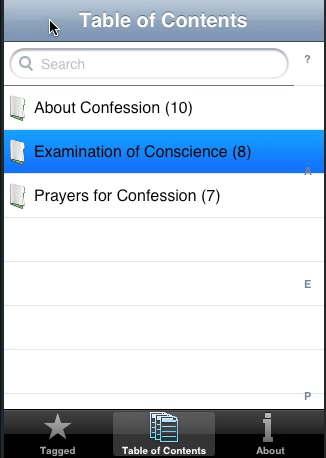 Table of Contents
Search
?
About Confession (10)
Examination of Conscience (8)
A
Prayers for Confession (7)
E
P
Tagged
Table of Contents
About